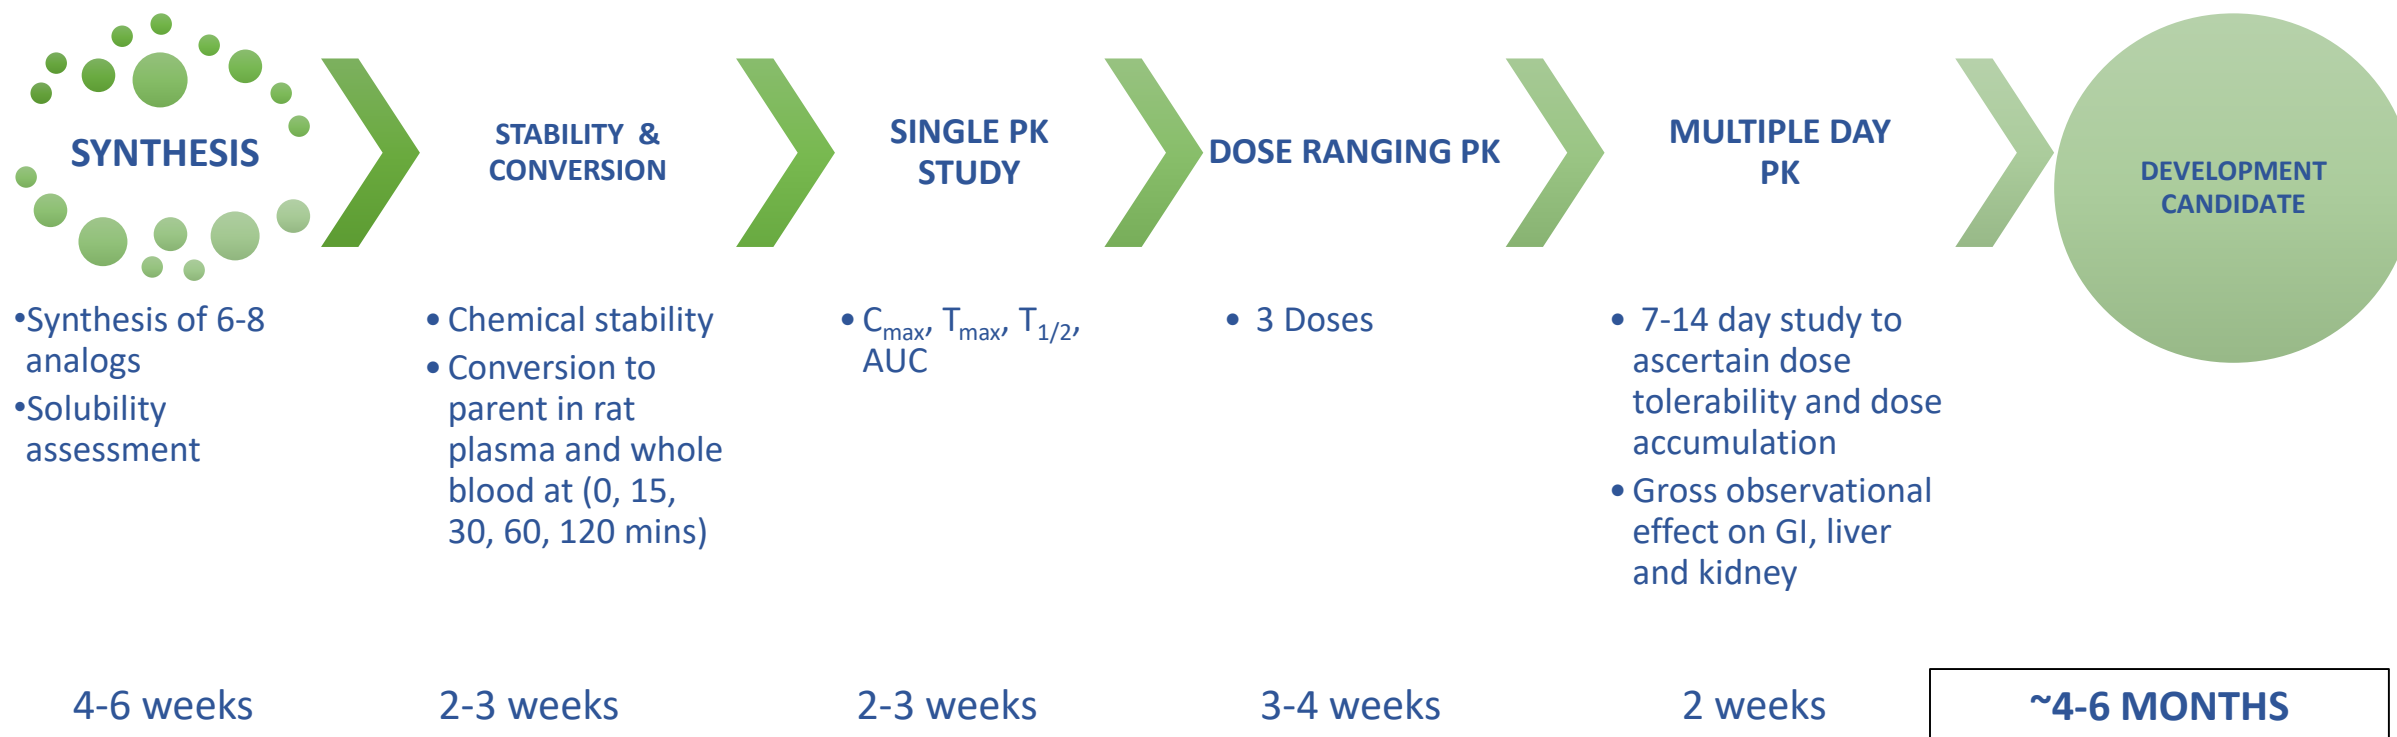 SYNTHESIS
STABILITY & 
CONVERSION
SINGLE PK
STUDY
DOSE RANGING PK
MULTIPLE DAY
PK
DEVELOPMENT
CANDIDATE
•Synthesis of 6-8
analogs
•Solubility
assessment
• Chemical stability
• Conversion to
parent in rat
plasma and whole
blood at (0, 15,
30, 60, 120 mins)
• Cmax, Tmax, T1/2,
AUC
• 3 Doses
• 7-14 day study to
ascertain dose
tolerability and dose
accumulation
• Gross observational
effect on GI, liver
and kidney
4-6 weeks
2-3 weeks
2-3 weeks
3-4 weeks
2 weeks
~4-6 MONTHS